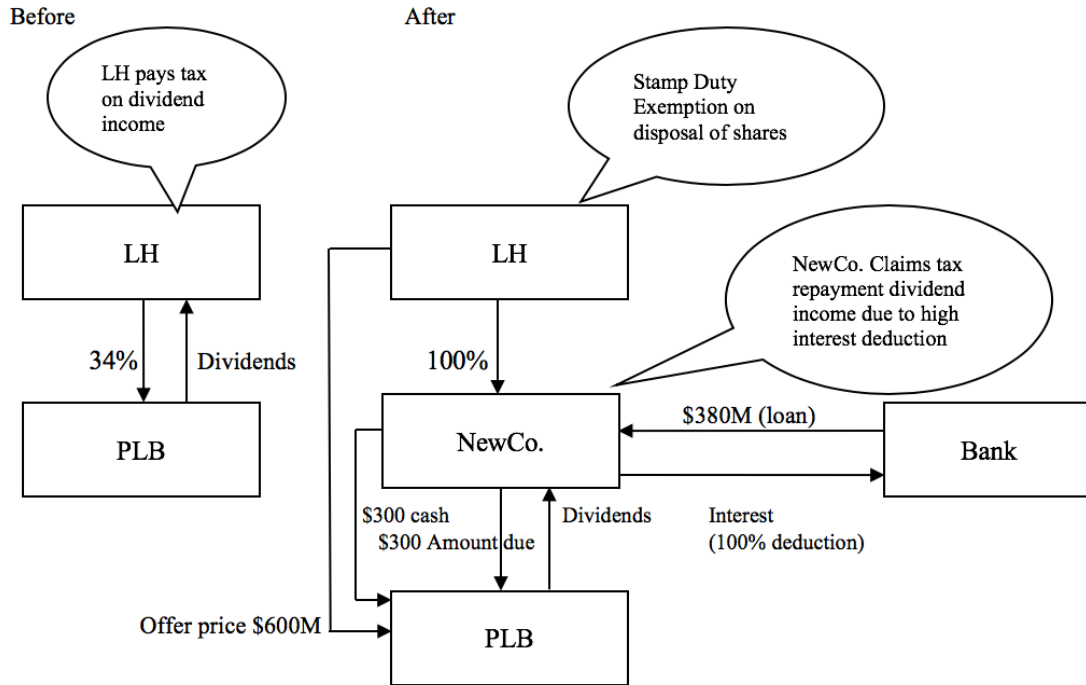 Before
After
LH pays tax
on dividend
income
Stamp Duty
Exemption on
disposal of shares
LH
LH
NewCo. Claims tax
repayment dividend
income due to high
interest deduction
34%
Dividends
100%
$380M (loan)
PLB
NewCo.
Bank
$300 cash
$300 Amount due
Dividends
Interest
(100% deduction)
Offer price $600M
PLB